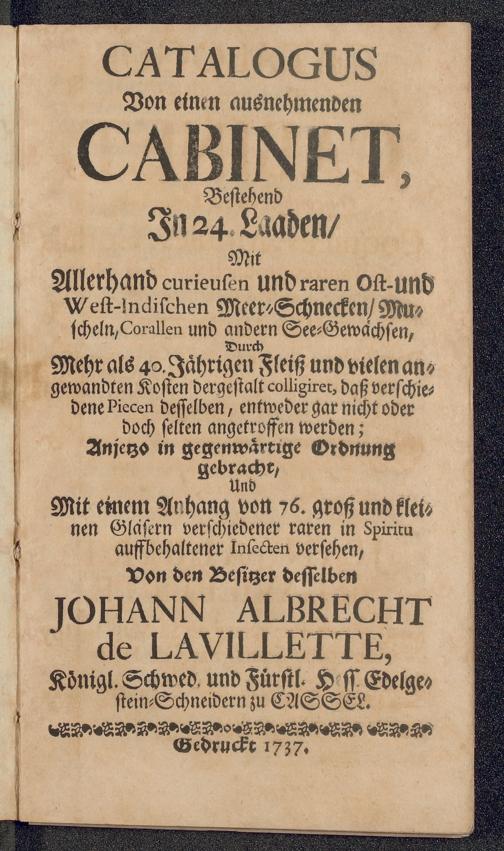 CATALOGUS
Von einen ausnehmenden
CABINET,
Bestehend
In 24. Laaden/
Mit
Allerhand curieusen und raren Ost- und
West-Indischen Meer-Schnecken/ Mu-
scheln, Corallen und andern See-Gewächsen,
Durch
Mehr als 40. Jährigen Fleiß und vielen an-
gewandten Kosten dergestalt colligiret, daß verschie-
dene Piecen desselben, entweder gar nicht oder
doch selten angetroffen werden;
Anjetzo in gegenwärtige Ordnung
gebracht,
Und
Mit einem Anhang von 76. groß und klei-
nen Gläsern verschiedener raren in Spiritu
auffbehaltener Insecten versehen,
Von den Besitzer desselben
JOHANN ALBRECHT
de LAVILLETTE,
Königl. Schwed. und Fürstl. Hess. Edelge-
stein-Schneidern zu CASSEL.
Gedruckt 1737.